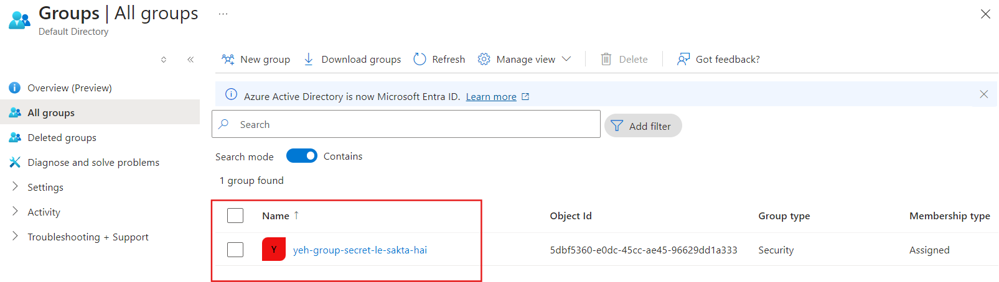 Groups | All groups ...
Default Directory
New group Download groups Refresh Manage view Delete Got feedback?
Overview (Preview)
Azure Active Directory is now Microsoft Entra ID. Learn more
All groups
Search Add filter
Deleted groups
Search mode Contains
Diagnose and solve problems
1 group found
Settings
Activity
Name ↑ Object Id Group type Membership type
Troubleshooting + Support
Y yeh-group-secret-le-sakta-hai 5dbf5360-e0dc-45cc-ae45-96629dd1a333 Security Assigned